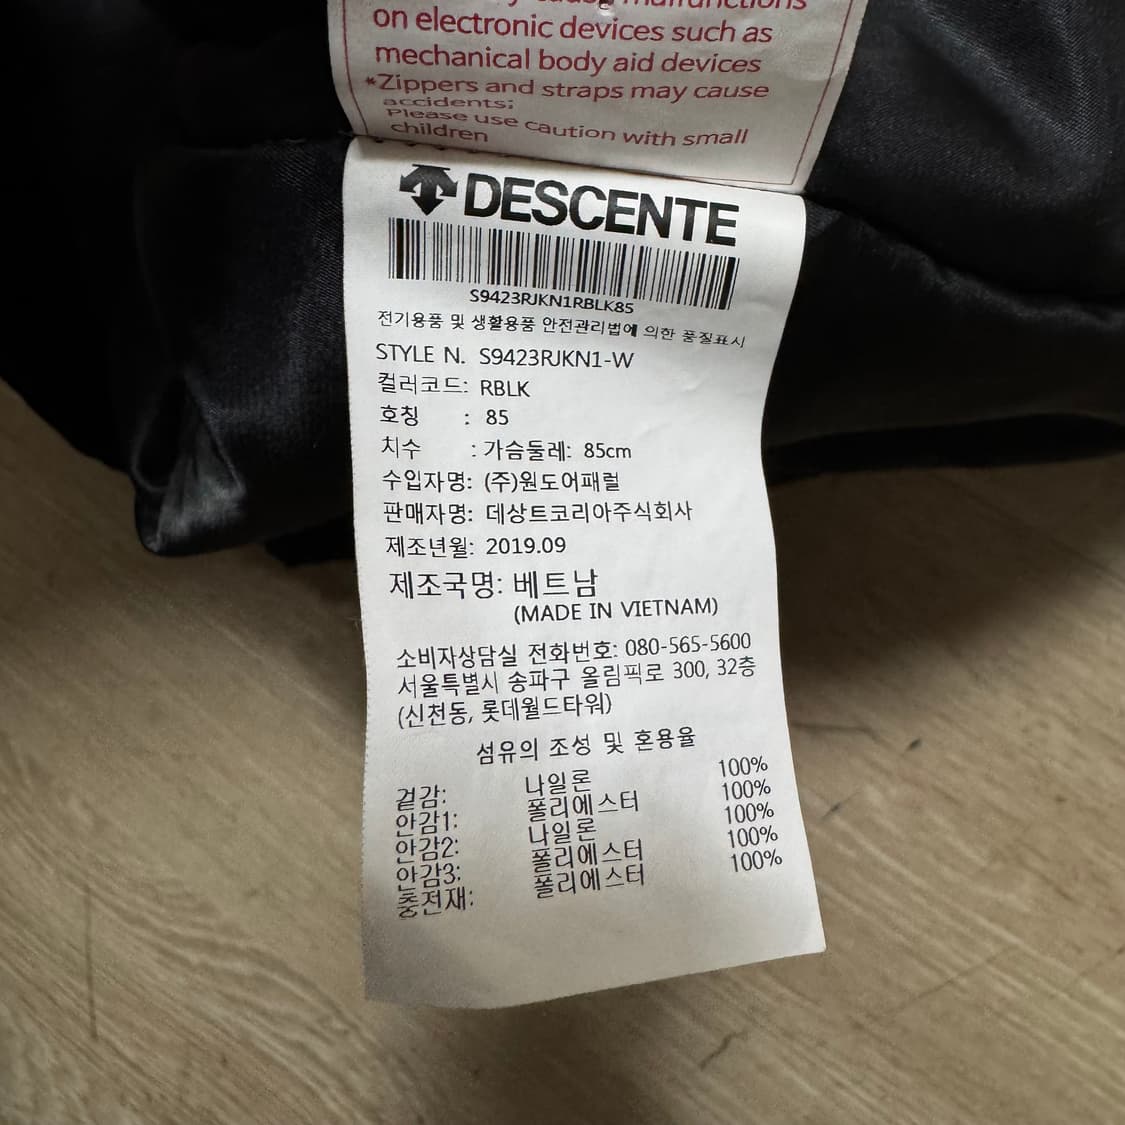 cause malfunctions
on electronic devices such as
mechanical body aid devices
*Zippers and straps may cause
accidents;
Please use caution with small
children
DESCENTE
S9423RJKN1RBLK85
전기용품 및 생활용품 안전관리법에 의한 품질표시
STYLE N. S9423RJKN1-W
컬러코드: RBLK
호칭 : 85
치수 : 가슴둘레: 85cm
수입자명: (주)원도어패럴
판매자명: 데상트코리아주식회사
제조년월: 2019.09
제조국명: 베트남
(MADE IN VIETNAM)
소비자상담실 전화번호: 080-565-5600
서울특별시 송파구 올림픽로 300, 32층
(신천동, 롯데월드타워)
섬유의 조성 및 혼용율
겉감: 나일론 100%
안감1: 폴리에스터 100%
안감2: 나일론 100%
안감3: 폴리에스터 100%
충전재: 폴리에스터 100%